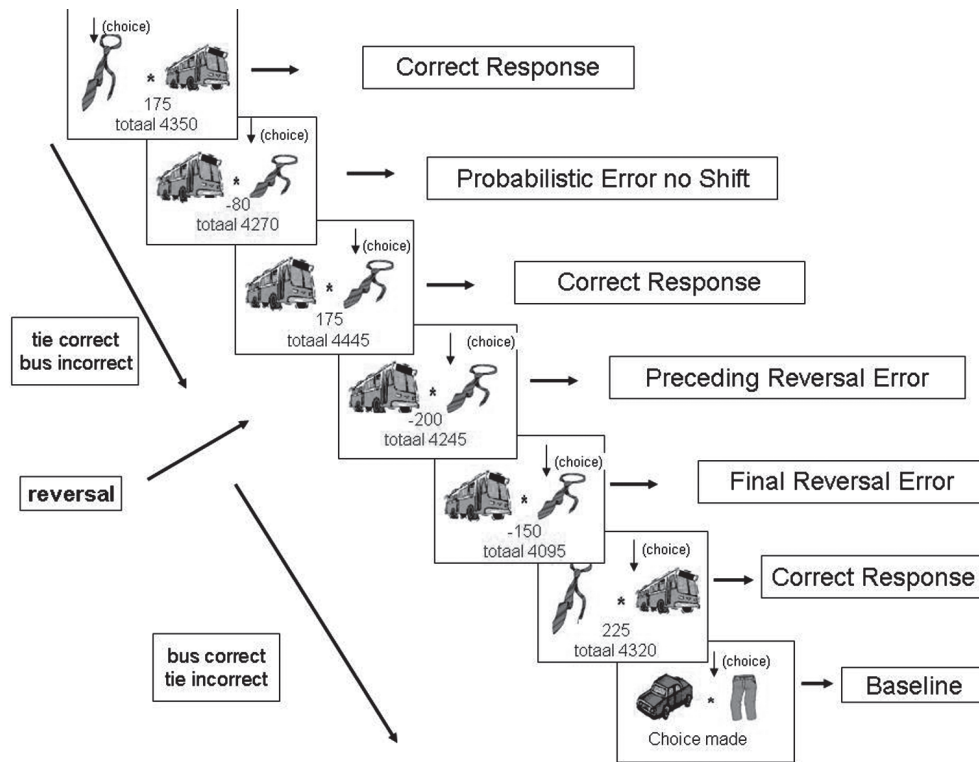 (choice)
*
175
totaal 4350
Correct Response
(choice)
*
-80
totaal 4270
Probabilistic Error no Shift
(choice)
*
175
totaal 4445
Correct Response
tie correct
bus incorrect
(choice)
*
-200
totaal 4245
Preceding Reversal Error
reversal
(choice)
*
-150
totaal 4095
Final Reversal Error
(choice)
*
225
totaal 4320
Correct Response
bus correct
tie incorrect
(choice)
*
Choice made
Baseline